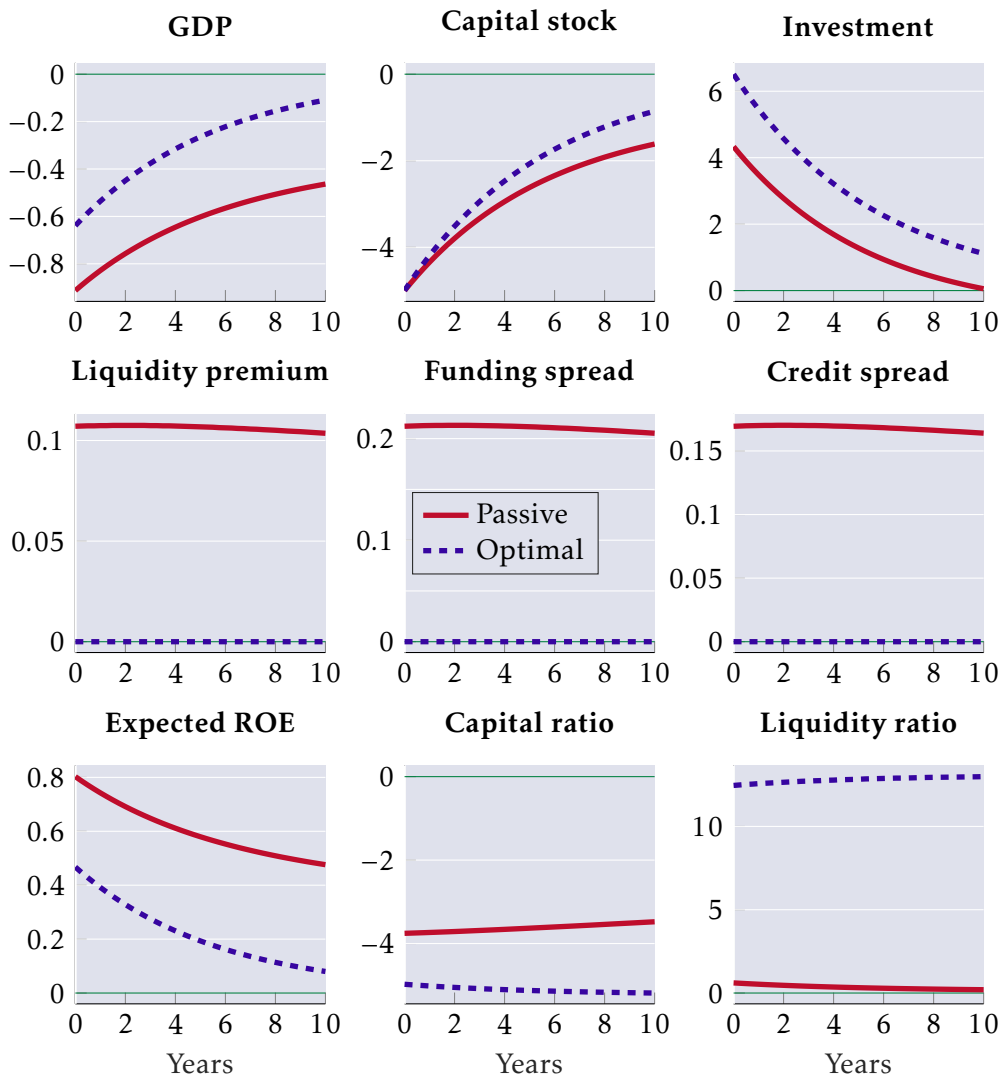 GDP
Capital stock
Investment
0
−0.2
−0.4
−0.6
−0.8
0 2 4 6 8 10
0
−2
−4
0 2 4 6 8 10
6
4
2
0
0 2 4 6 8 10
Liquidity premium
Funding spread
Credit spread
0.1
0.05
0
0 2 4 6 8 10
0.2
0.1
0
Passive
Optimal
0 2 4 6 8 10
0.15
0.1
0.05
0
0 2 4 6 8 10
Expected ROE
Capital ratio
Liquidity ratio
0.8
0.6
0.4
0.2
0
0 2 4 6 8 10
Years
0
−2
−4
0 2 4 6 8 10
Years
10
5
0
0 2 4 6 8 10
Years